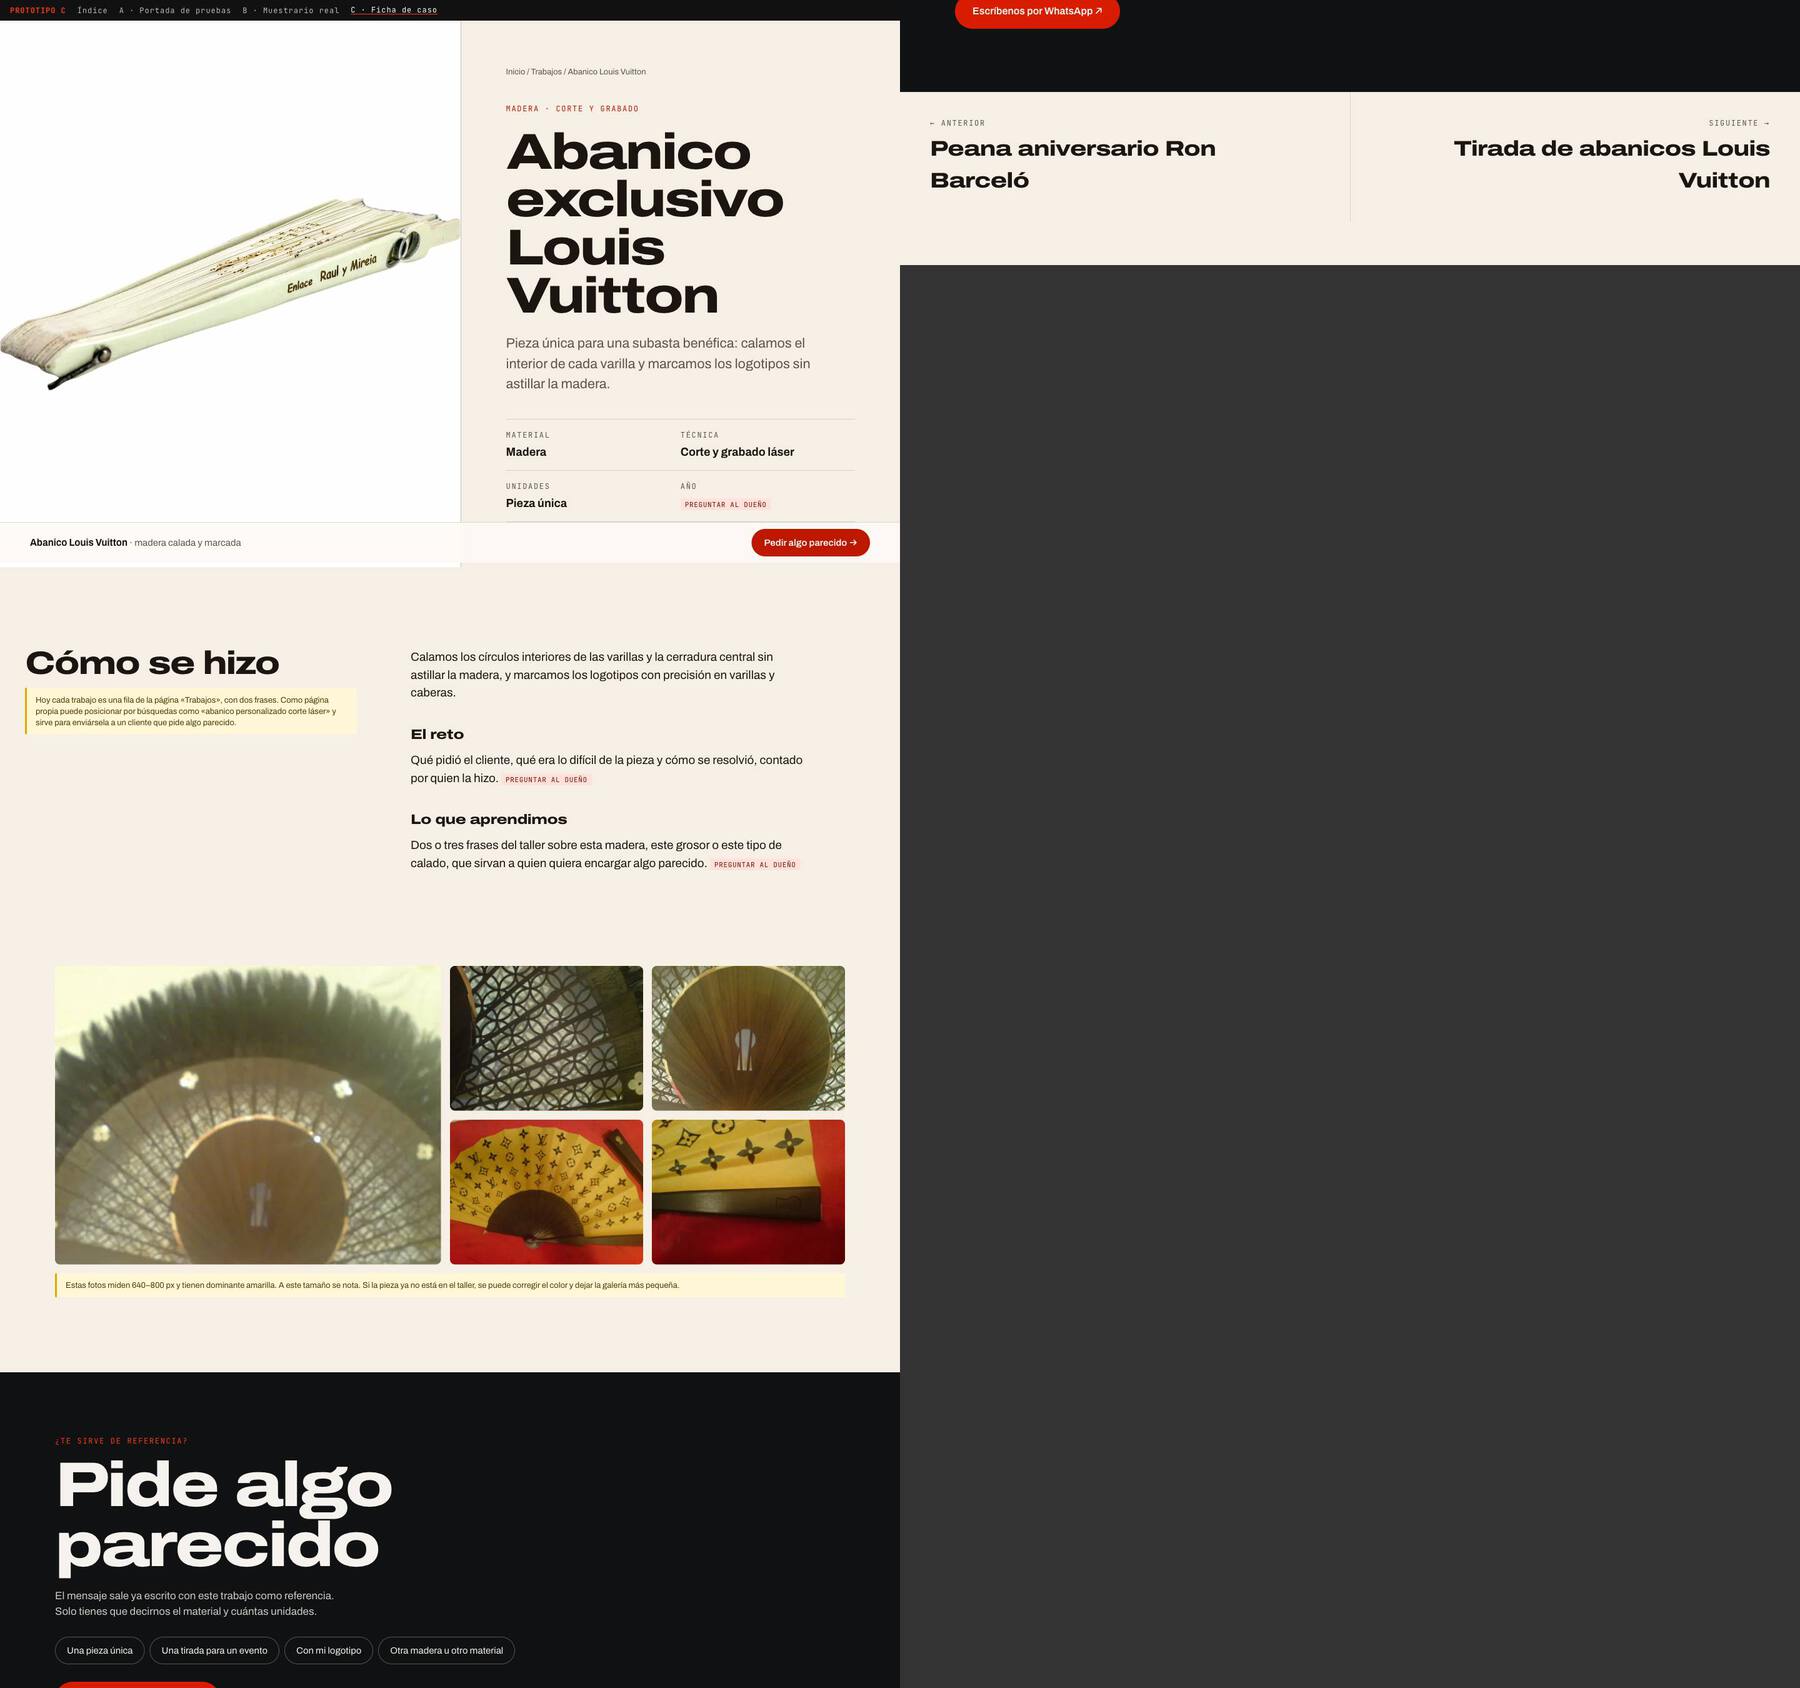 PROTOTIPO C Índice A · Portada de pruebas B · Muestrario real C · Ficha de caso
Inicio / Trabajos / Abanico Louis Vuitton
MADERA · CORTE Y GRABADO
Abanico
exclusivo
Louis
Vuitton
Enlace Raul y Mireia
Pieza única para una subasta benéfica: calamos el
interior de cada varilla y marcamos los logotipos sin
astillar la madera.
MATERIAL
Madera
TÉCNICA
Corte y grabado láser
UNIDADES
Pieza única
AÑO
PREGUNTAR AL DUEÑO
Abanico Louis Vuitton · madera calada y marcada
Pedir algo parecido →
Cómo se hizo
Hoy cada trabajo es una fila de la página «Trabajos», con dos frases. Como página
propia puede posicionar por búsquedas como «abanico personalizado corte láser» y
sirve para enviársela a un cliente que pide algo parecido.
Calamos los círculos interiores de las varillas y la cerradura central sin
astillar la madera, y marcamos los logotipos con precisión en varillas y
caberas.
El reto
Qué pidió el cliente, qué era lo difícil de la pieza y cómo se resolvió, contado
por quien la hizo. PREGUNTAR AL DUEÑO
Lo que aprendimos
Dos o tres frases del taller sobre esta madera, este grosor o este tipo de
calado, que sirvan a quien quiera encargar algo parecido. PREGUNTAR AL DUEÑO
Estas fotos miden 640–800 px y tienen dominante amarilla. A este tamaño se nota. Si la pieza ya no está en el taller, se puede corregir el color y dejar la galería más pequeña.
¿TE SIRVE DE REFERENCIA?
Pide algo
parecido
El mensaje sale ya escrito con este trabajo como referencia.
Solo tienes que decirnos el material y cuántas unidades.
Una pieza única
Una tirada para un evento
Con mi logotipo
Otra madera u otro material
Escríbenos por WhatsApp ↗
← ANTERIOR
Peana aniversario Ron
Barceló
SIGUIENTE →
Tirada de abanicos Louis
Vuitton